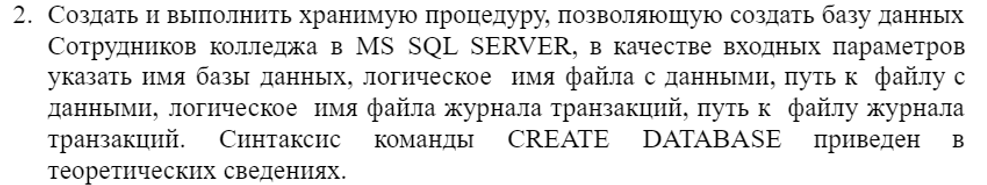 2. Создать и выполнить хранимую процедуру, позволяющую создать базу данных
Сотрудников колледжа в MS SQL SERVER, в качестве входных параметров
указать имя базы данных, логическое имя файла с данными, путь к файлу с
данными, логическое имя файла журнала транзакций, путь к файлу журнала
транзакций. Синтаксис команды CREATE DATABASE приведен в
теоретических сведениях.